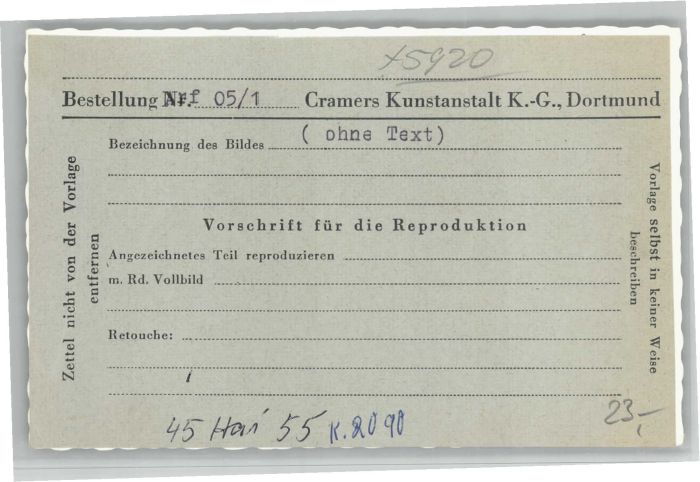 +5920
Bestellung Nr. Nrf 05/1 Cramers Kunstanstalt K.-G., Dortmund
Bezeichnung des Bildes ( ohne Text)
Vorschrift für die Reproduktion
Angezeichnetes Teil reproduzieren
m. Rd. Vollbild
Retouche:
Zettel nicht von der Vorlage
entfernen
Vorlage selbst in keiner Weise
beschreiben
45 Hai 55 K.2090
23,-